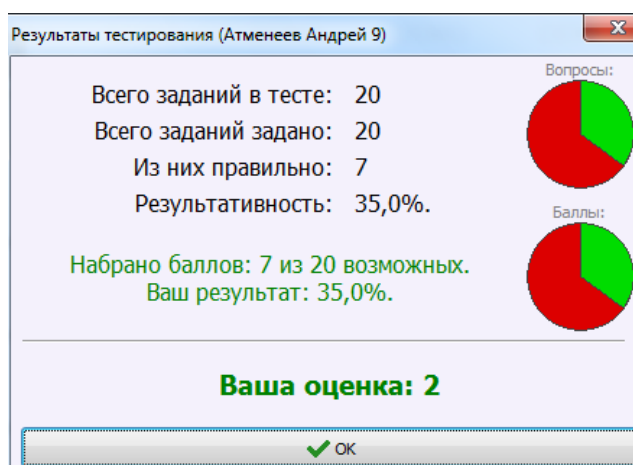 Результаты тестирования (Атменеев Андрей 9)
Вопросы:
Всего заданий в тесте: 20
Всего заданий задано: 20
Из них правильно: 7
Результативность: 35,0%.
Баллы:
Набрано баллов: 7 из 20 возможных.
Ваш результат: 35,0%.
Ваша оценка: 2
OK